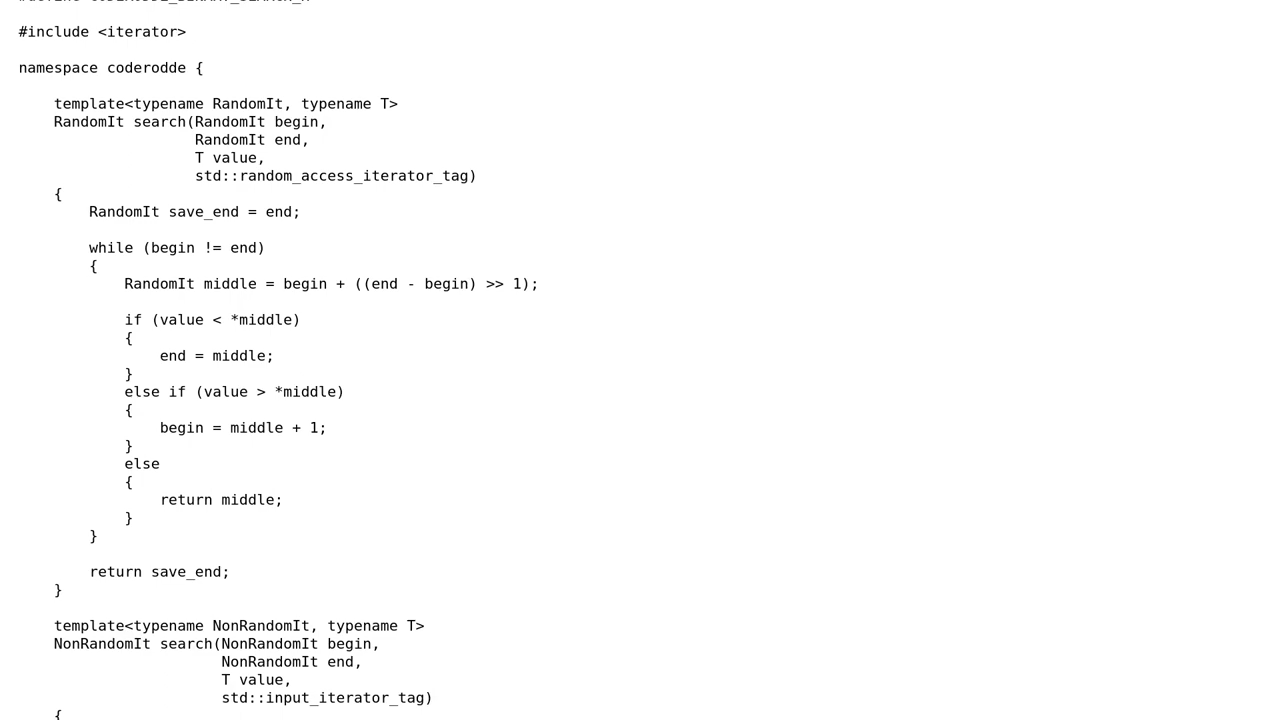 #include <iterator>
namespace coderodde {
template<typename RandomIt, typename T>
RandomIt search(RandomIt begin,
RandomIt end,
T value,
std::random_access_iterator_tag)
{
RandomIt save_end = end;
while (begin != end)
{
RandomIt middle = begin + ((end - begin) >> 1);
if (value < *middle)
{
end = middle;
}
else if (value > *middle)
{
begin = middle + 1;
}
else
{
return middle;
}
}
return save_end;
}
template<typename NonRandomIt, typename T>
NonRandomIt search(NonRandomIt begin,
NonRandomIt end,
T value,
std::input_iterator_tag)
{